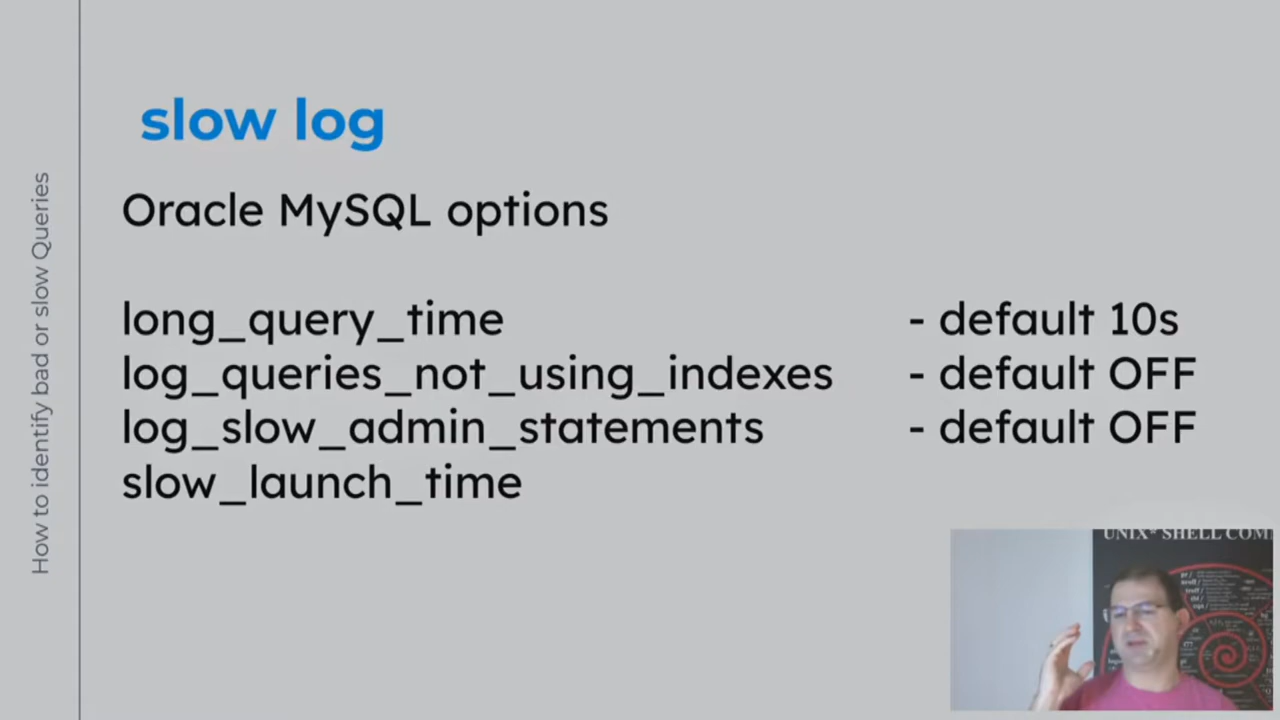 How to identify bad or slow Queries
slow log
Oracle MySQL options
long_query_time - default 10s
log_queries_not_using_indexes - default OFF
log_slow_admin_statements - default OFF
slow_launch_time
UNIX* SHELL COM